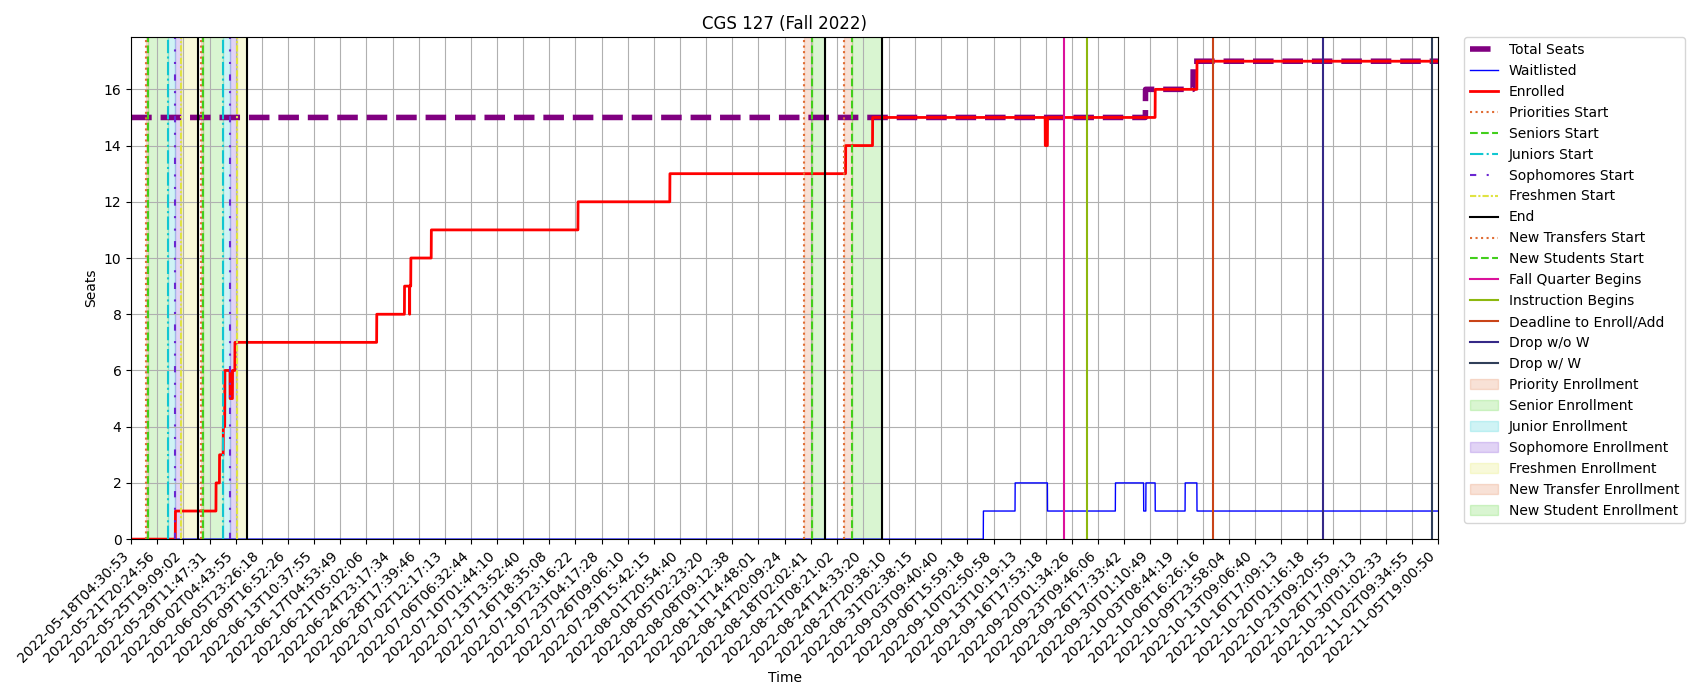 CGS 127 (Fall 2022)
Seats
16
14
12
10
8
6
4
2
0
2022-05-18T04:30:53
2022-05-21T20:24:56
2022-05-25T19:09:02
2022-05-29T11:47:31
2022-06-02T04:43:55
2022-06-05T23:26:18
2022-06-09T16:52:26
2022-06-13T10:37:55
2022-06-17T04:53:49
2022-06-21T05:02:06
2022-06-24T23:17:34
2022-06-28T17:39:46
2022-07-02T12:17:13
2022-07-06T06:32:44
2022-07-10T01:44:10
2022-07-13T13:52:40
2022-07-16T18:35:08
2022-07-19T23:16:22
2022-07-23T04:17:28
2022-07-26T09:06:10
2022-07-29T15:42:15
2022-08-01T20:54:40
2022-08-05T02:23:20
2022-08-08T09:12:38
2022-08-11T14:48:01
2022-08-14T20:09:24
2022-08-18T02:02:41
2022-08-21T08:21:02
2022-08-24T14:33:20
2022-08-27T20:38:10
2022-08-31T02:38:15
2022-09-03T09:40:40
2022-09-06T15:59:18
2022-09-10T02:50:58
2022-09-13T10:19:13
2022-09-16T17:53:18
2022-09-20T01:34:26
2022-09-23T09:46:06
2022-09-26T17:33:42
2022-09-30T01:10:49
2022-10-03T08:44:19
2022-10-06T16:26:16
2022-10-09T23:58:04
2022-10-13T09:06:40
2022-10-16T17:09:13
2022-10-20T01:16:18
2022-10-23T09:20:55
2022-10-26T17:09:13
2022-10-30T01:02:33
2022-11-02T09:34:55
2022-11-05T19:00:50
Time
Total Seats
Waitlisted
Enrolled
Priorities Start
Seniors Start
Juniors Start
Sophomores Start
Freshmen Start
End
New Transfers Start
New Students Start
Fall Quarter Begins
Instruction Begins
Deadline to Enroll/Add
Drop w/o W
Drop w/ W
Priority Enrollment
Senior Enrollment
Junior Enrollment
Sophomore Enrollment
Freshmen Enrollment
New Transfer Enrollment
New Student Enrollment